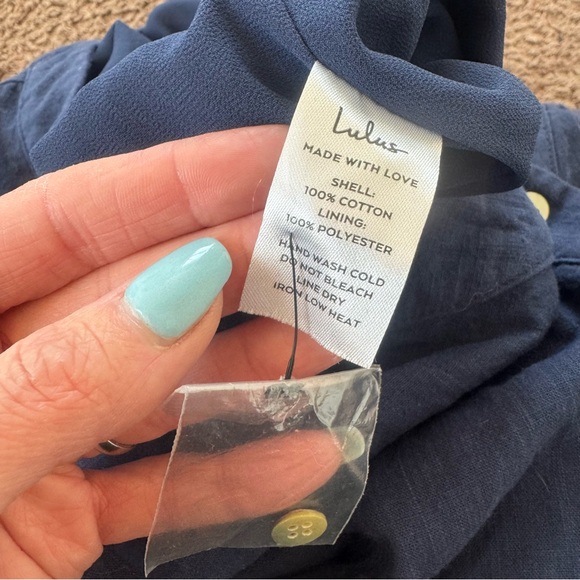 Lulus
MADE WITH LOVE
SHELL:
100% COTTON
LINING:
100% POLYESTER
HAND WASH COLD
DO NOT BLEACH
LINE DRY
IRON LOW HEAT